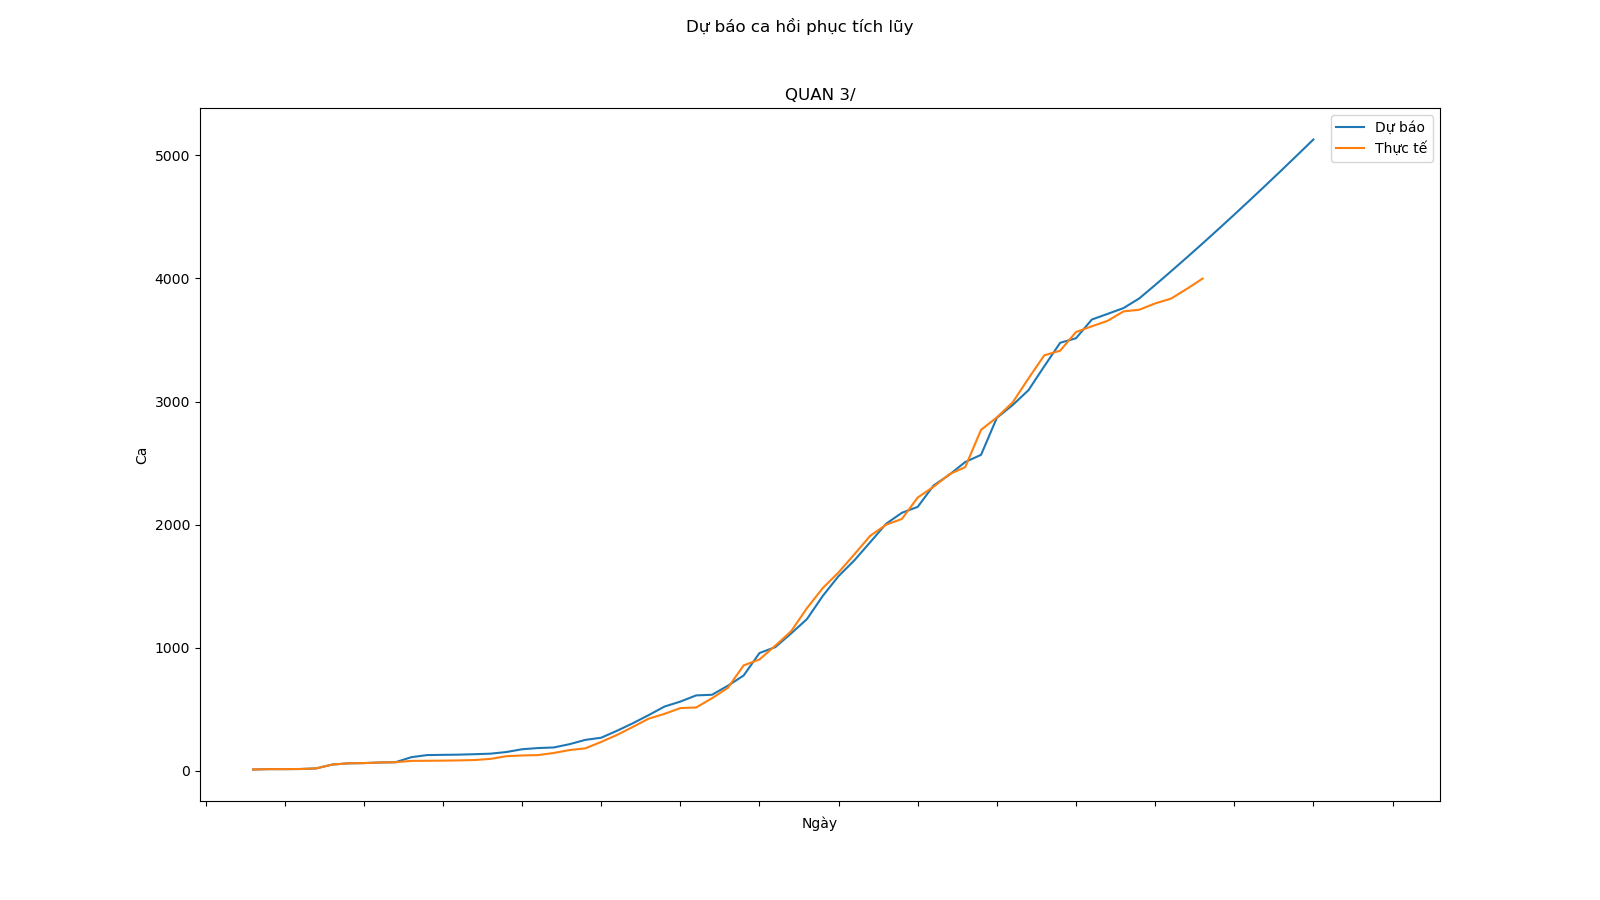 Dự báo ca hồi phục tích lũy
QUAN 3/
Dự báo
Thực tế
5000
4000
3000
2000
1000
0
Ca
Ngày